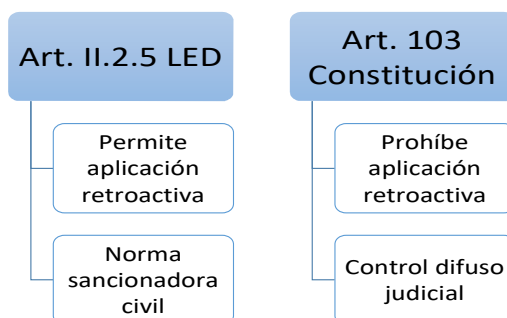 Art. II.2.5 LED
Permite
aplicación
retroactiva
Norma
sancionadora
civil
Art. 103
Constitución
Prohíbe
aplicación
retroactiva
Control difuso
judicial